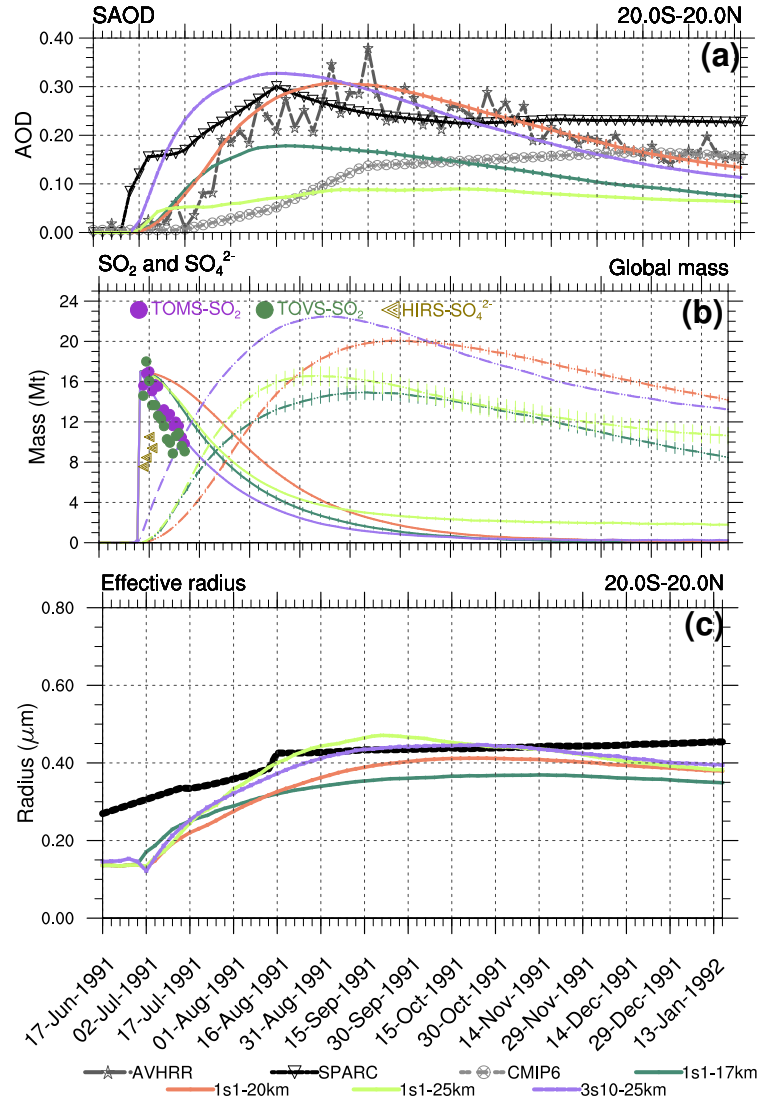 SAOD 20.0S-20.0N
(a)
0.40
0.30
0.20
0.10
0.00
AOD
SO₂ and SO₄²⁻ Global mass
TOMS-SO₂ TOVS-SO₂ HIRS-SO₄²⁻
(b)
24
20
16
12
8
4
0
Mass (Mt)
Effective radius 20.0S-20.0N
(c)
0.80
0.60
0.40
0.20
0.00
Radius (μm)
17-Jun-1991
02-Jul-1991
17-Jul-1991
01-Aug-1991
16-Aug-1991
31-Aug-1991
15-Sep-1991
30-Sep-1991
15-Oct-1991
30-Oct-1991
14-Nov-1991
29-Nov-1991
14-Dec-1991
29-Dec-1991
13-Jan-1992
AVHRR SPARC CMIP6 1s1-17km
1s1-20km 1s1-25km 3s10-25km